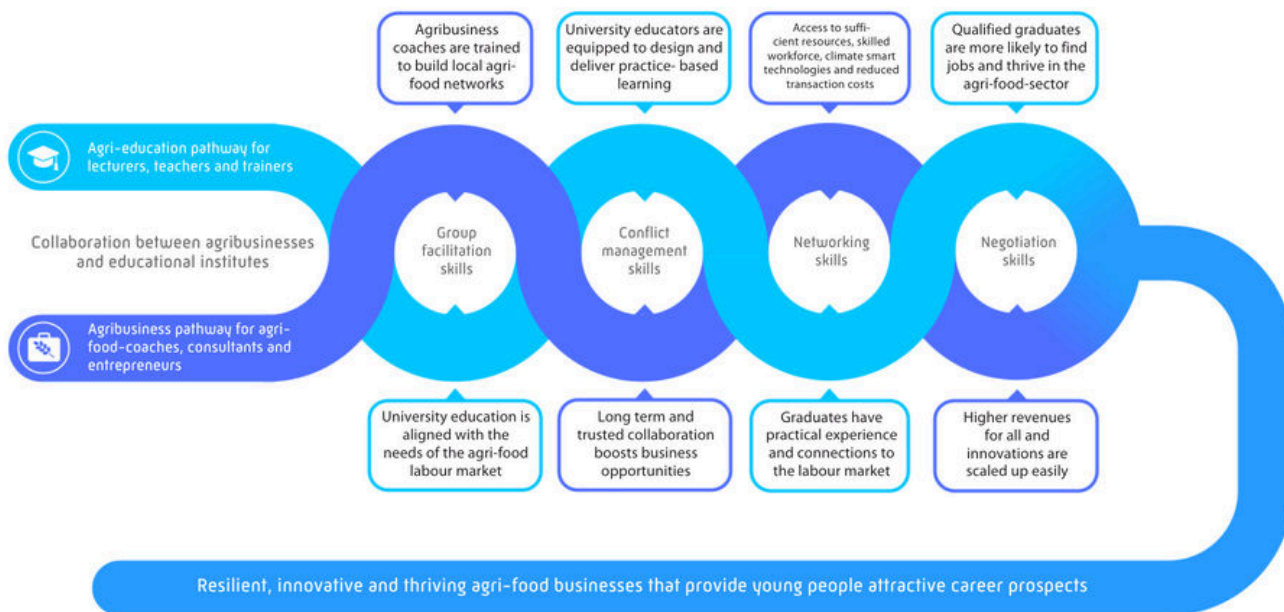 Agribusiness
coaches are trained
to build local agri-
food networks
University educators are
equipped to design and
deliver practice- based
learning
Access to suffi-
cient resources, skilled
workforce, climate smart
technologies and reduced
transaction costs
Qualified graduates
are more likely to find
jobs and thrive in the
agri-food-sector
Agri-education pathway for
lecturers, teachers and trainers
Collaboration between agribusinesses
and educational institutes
Agribusiness pathway for agri-
food-coaches, consultants and
entrepreneurs
Group
facilitation
skills
Conflict
management
skills
Networking
skills
Negotiation
skills
University education is
aligned with the
needs of the agri-food
labour market
Long term and
trusted collaboration
boosts business
opportunities
Graduates have
practical experience
and connections to
the labour market
Higher revenues
for all and
innovations are
scaled up easily
Resilient, innovative and thriving agri-food businesses that provide young people attractive career prospects